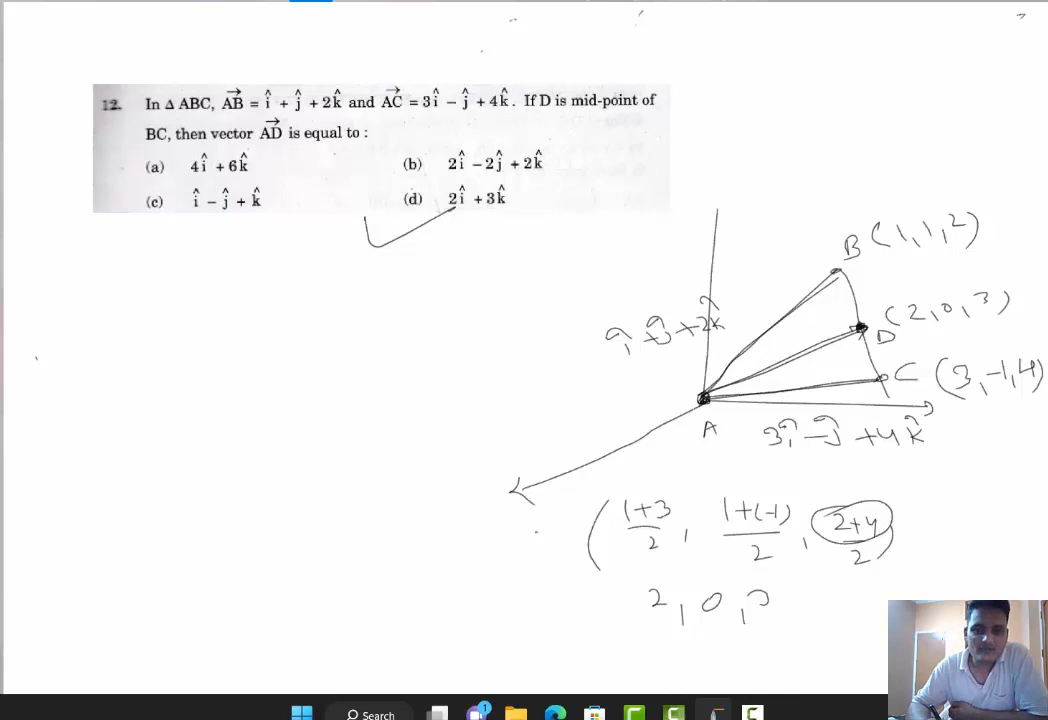 12. In Δ ABC, →AB = î + ĵ + 2k̂ and →AC = 3î − ĵ + 4k̂. If D is mid-point of
BC, then vector →AD is equal to :
(a) 4î + 6k̂ (b) 2î − 2ĵ + 2k̂
(c) î − ĵ + k̂ (d) 2î + 3k̂
B (1, 1, 2)
D (2, 0, 3)
C (3, -1, 4)
A
3î − ĵ + 4k̂
(1+3/2, 1+(-1)/2, 2+4/2)
2, 0, 3
Search
1